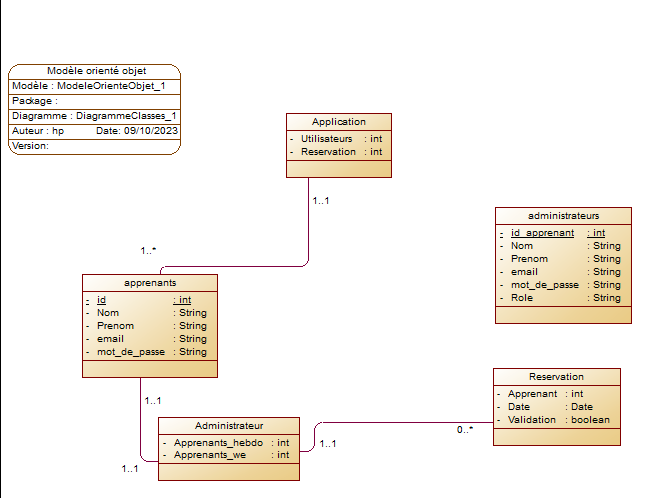 Modèle orienté objet
Modèle : ModeleOrienteObjet_1
Package :
Diagramme : DiagrammeClasses_1
Auteur : hp Date: 09/10/2023
Version:
Application
- Utilisateurs : int
- Reservation : int
1..1
1..*
administrateurs
- id_apprenant : int
- Nom : String
- Prenom : String
- email : String
- mot_de_passe : String
- Role : String
apprenants
- id : int
- Nom : String
- Prenom : String
- email : String
- mot_de_passe : String
1..1
1..1
Administrateur
- Apprenants_hebdo : int
- Apprenants_we : int
1..1
0..*
Reservation
- Apprenant : int
- Date : Date
- Validation : boolean